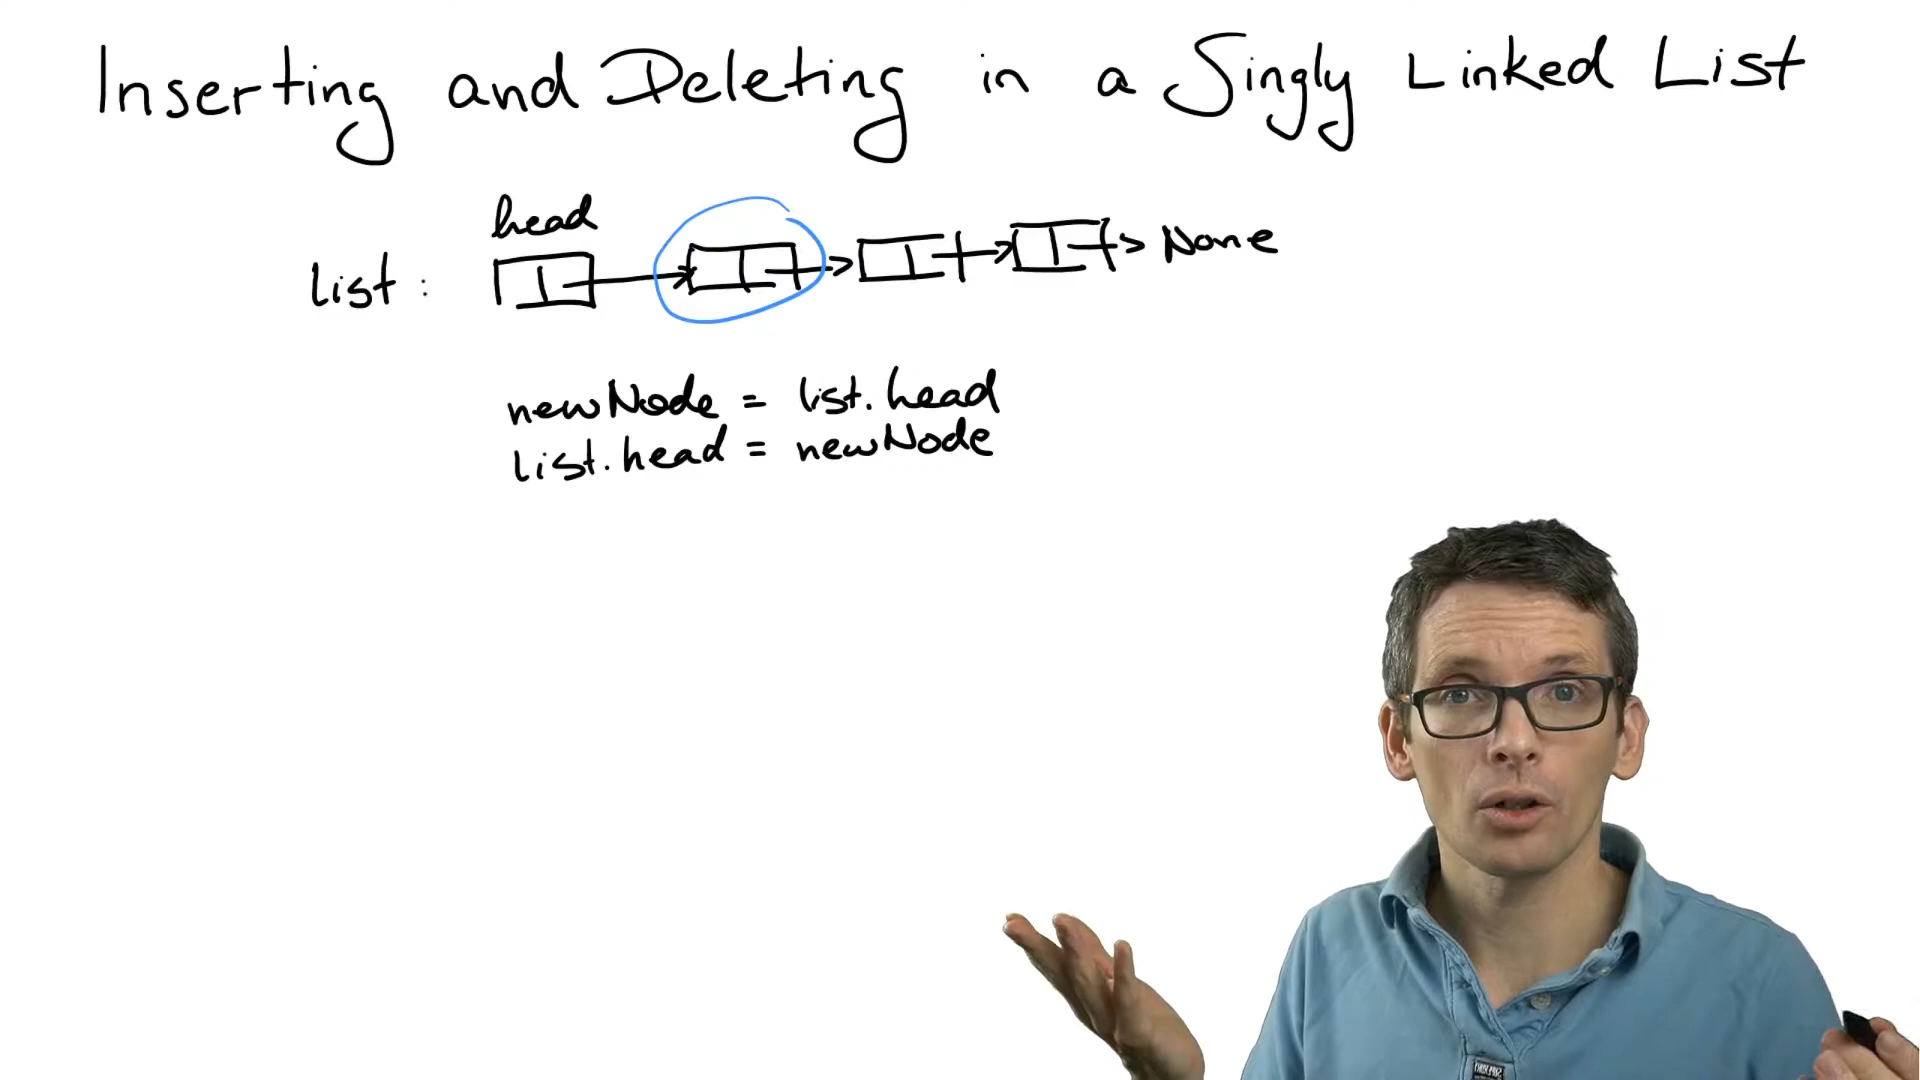 Inserting and Deleting in a Singly Linked List
head
list : None
newNode = list.head
list.head = newNode